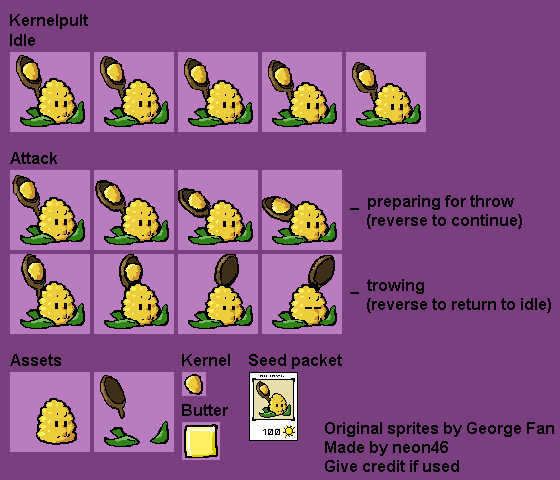 Kernelpult
Idle
Attack
_ preparing for throw
(reverse to continue)
_ trowing
(reverse to return to idle)
Assets
Kernel
Seed packet
Butter
100
Original sprites by George Fan
Made by neon46
Give credit if used